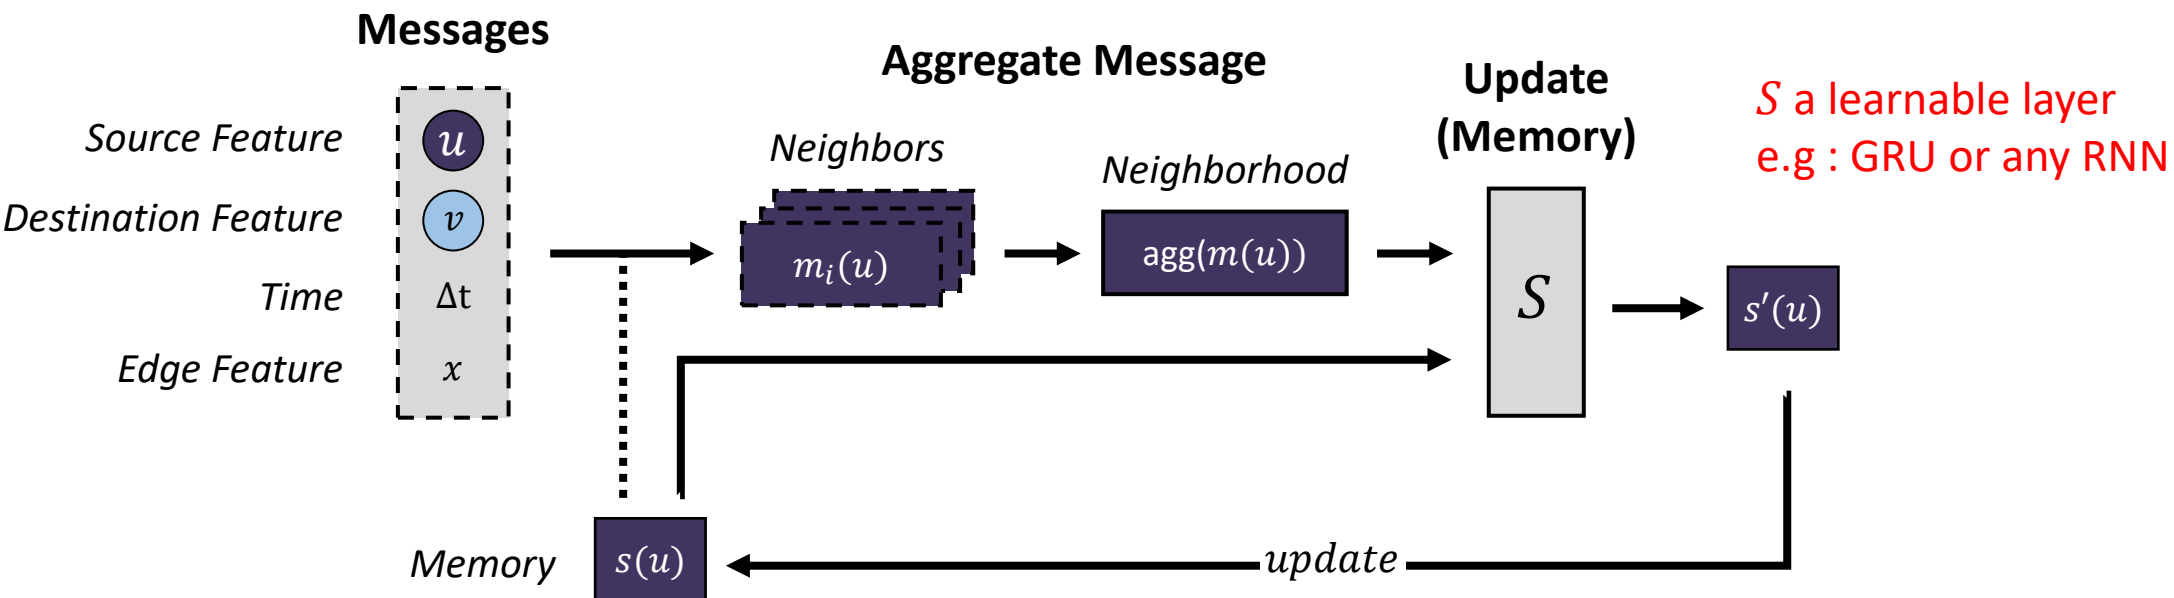 Messages
Aggregate Message
Update
(Memory)
S a learnable layer
e.g : GRU or any RNN
Source Feature
u
Destination Feature
v
Time
Δt
Edge Feature
x
Neighbors
m_i(u)
Neighborhood
agg(m(u))
S
s′(u)
Memory
s(u)
update